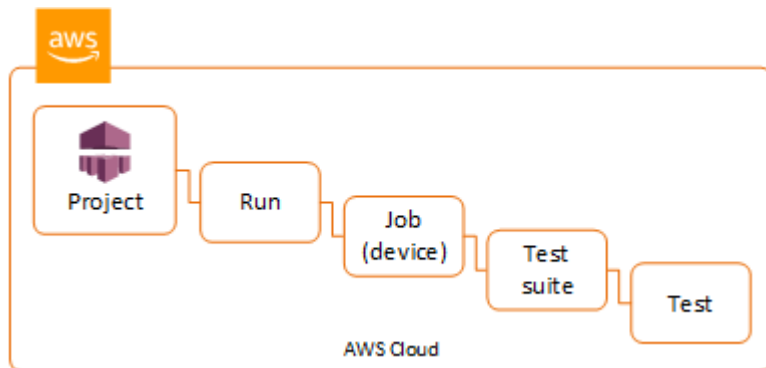 aws
Project
Run
Job
(device)
Test
suite
Test
AWS Cloud